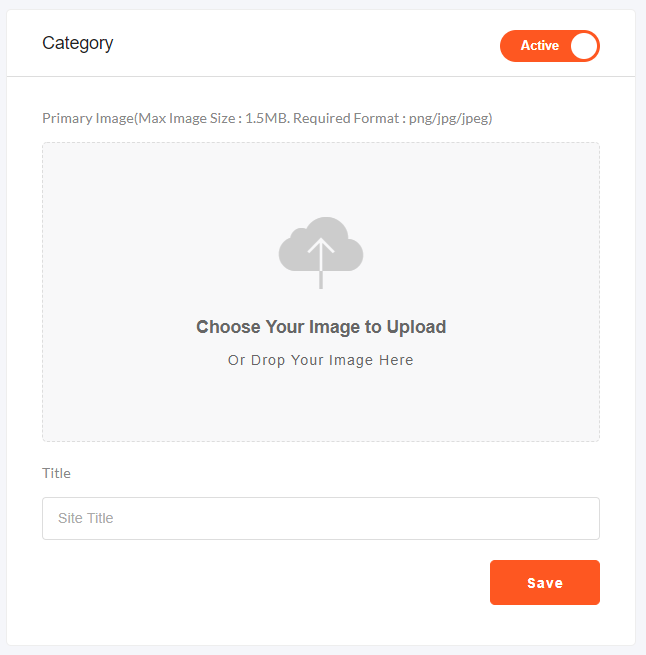 Category
Active
Primary Image(Max Image Size : 1.5MB. Required Format : png/jpg/jpeg)
Choose Your Image to Upload
Or Drop Your Image Here
Title
Site Title
Save